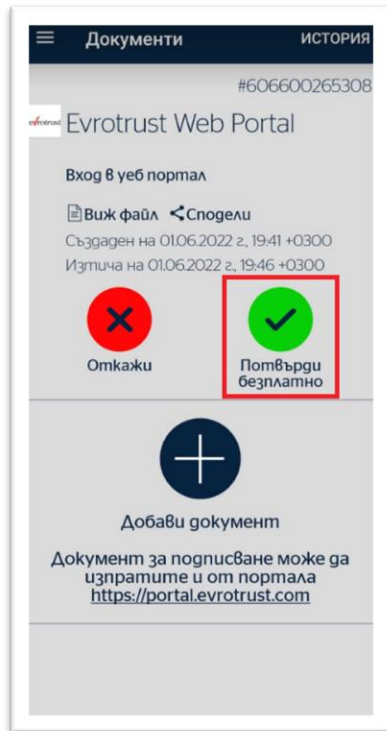 Документи ИСТОРИЯ
#606600265308
evrotrust Evrotrust Web Portal
Вход в уеб портал
Виж файл Сподели
Създаден на 01.06.2022 г., 19:41 +0300
Изтича на 01.06.2022 г., 19:46 +0300
Откажи Потвърди
безплатно
Добави документ
Документ за подписване може да
изпратите и от портала
https://portal.evrotrust.com